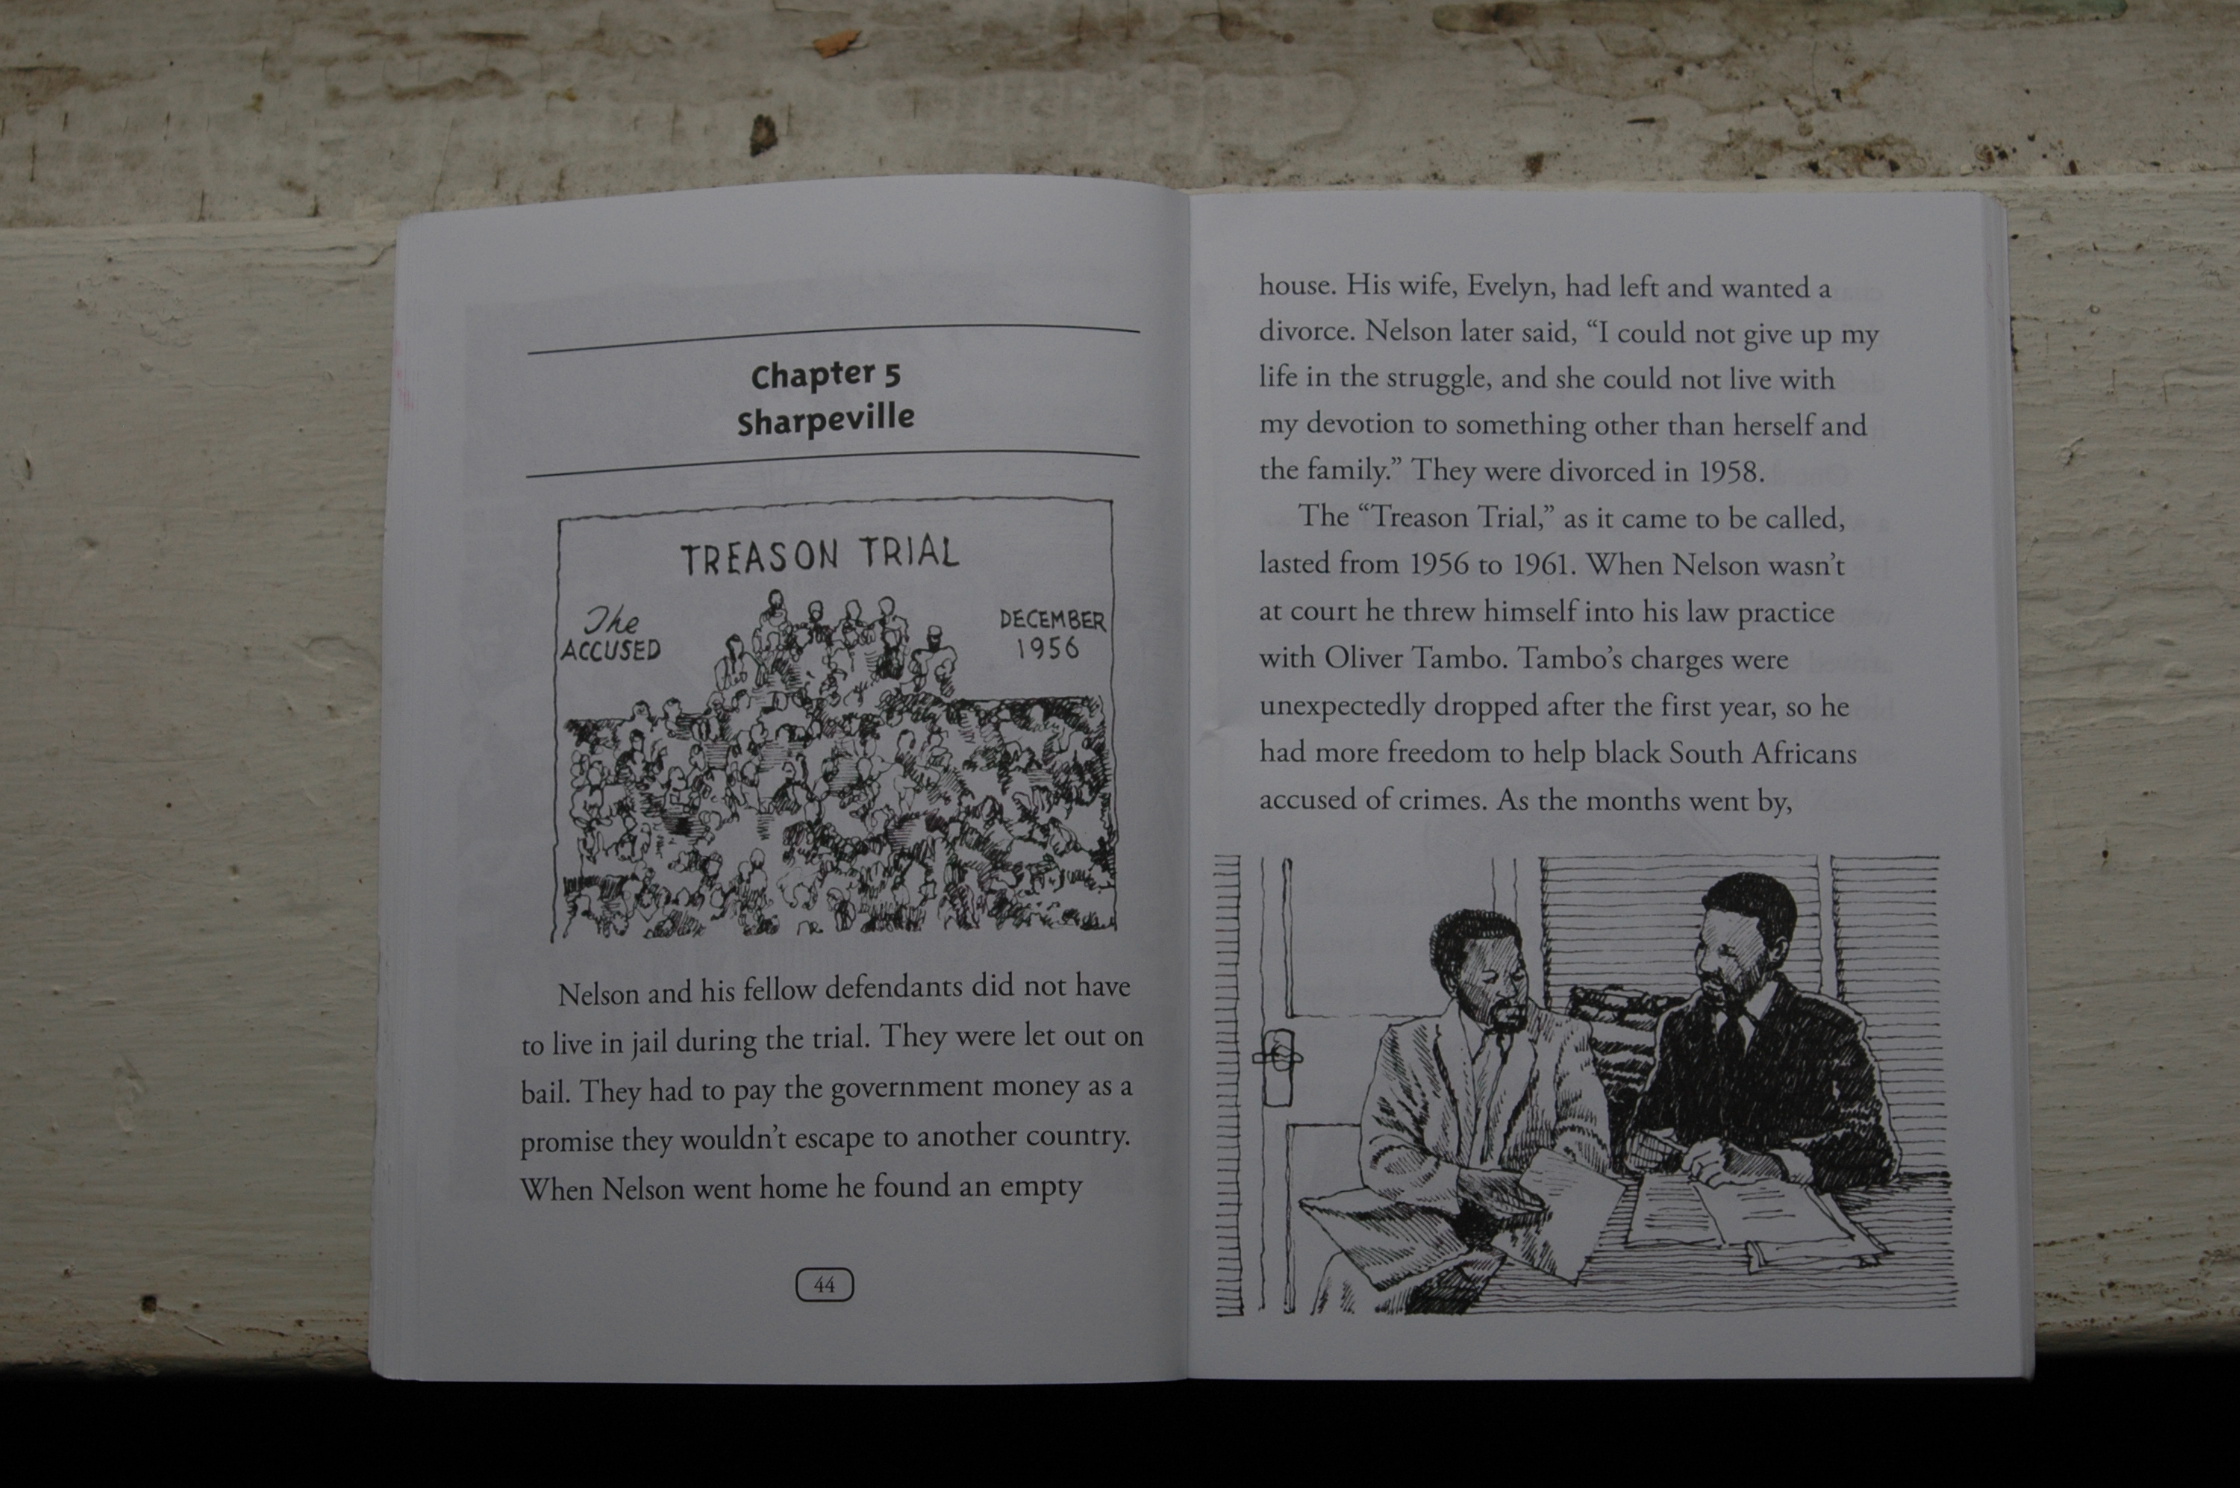 Chapter 5
Sharpeville
TREASON TRIAL
The
ACCUSED
DECEMBER
1956
Nelson and his fellow defendants did not have
to live in jail during the trial. They were let out on
bail. They had to pay the government money as a
promise they wouldn’t escape to another country.
When Nelson went home he found an empty
44
house. His wife, Evelyn, had left and wanted a
divorce. Nelson later said, “I could not give up my
life in the struggle, and she could not live with
my devotion to something other than herself and
the family.” They were divorced in 1958.
The “Treason Trial,” as it came to be called,
lasted from 1956 to 1961. When Nelson wasn’t
at court he threw himself into his law practice
with Oliver Tambo. Tambo’s charges were
unexpectedly dropped after the first year, so he
had more freedom to help black South Africans
accused of crimes. As the months went by,